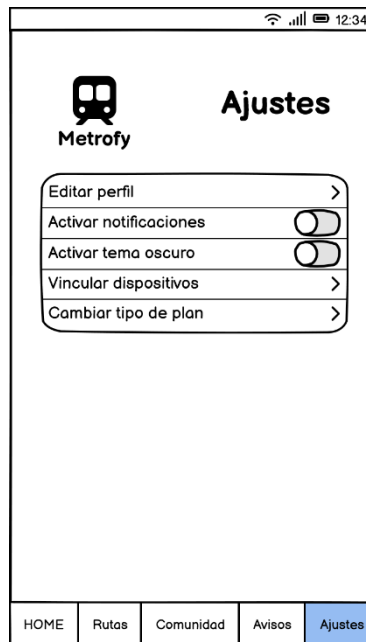 12:34
Metrofy
Ajustes
Editar perfil
Activar notificaciones
Activar tema oscuro
Vincular dispositivos
Cambiar tipo de plan
HOME Rutas Comunidad Avisos Ajustes